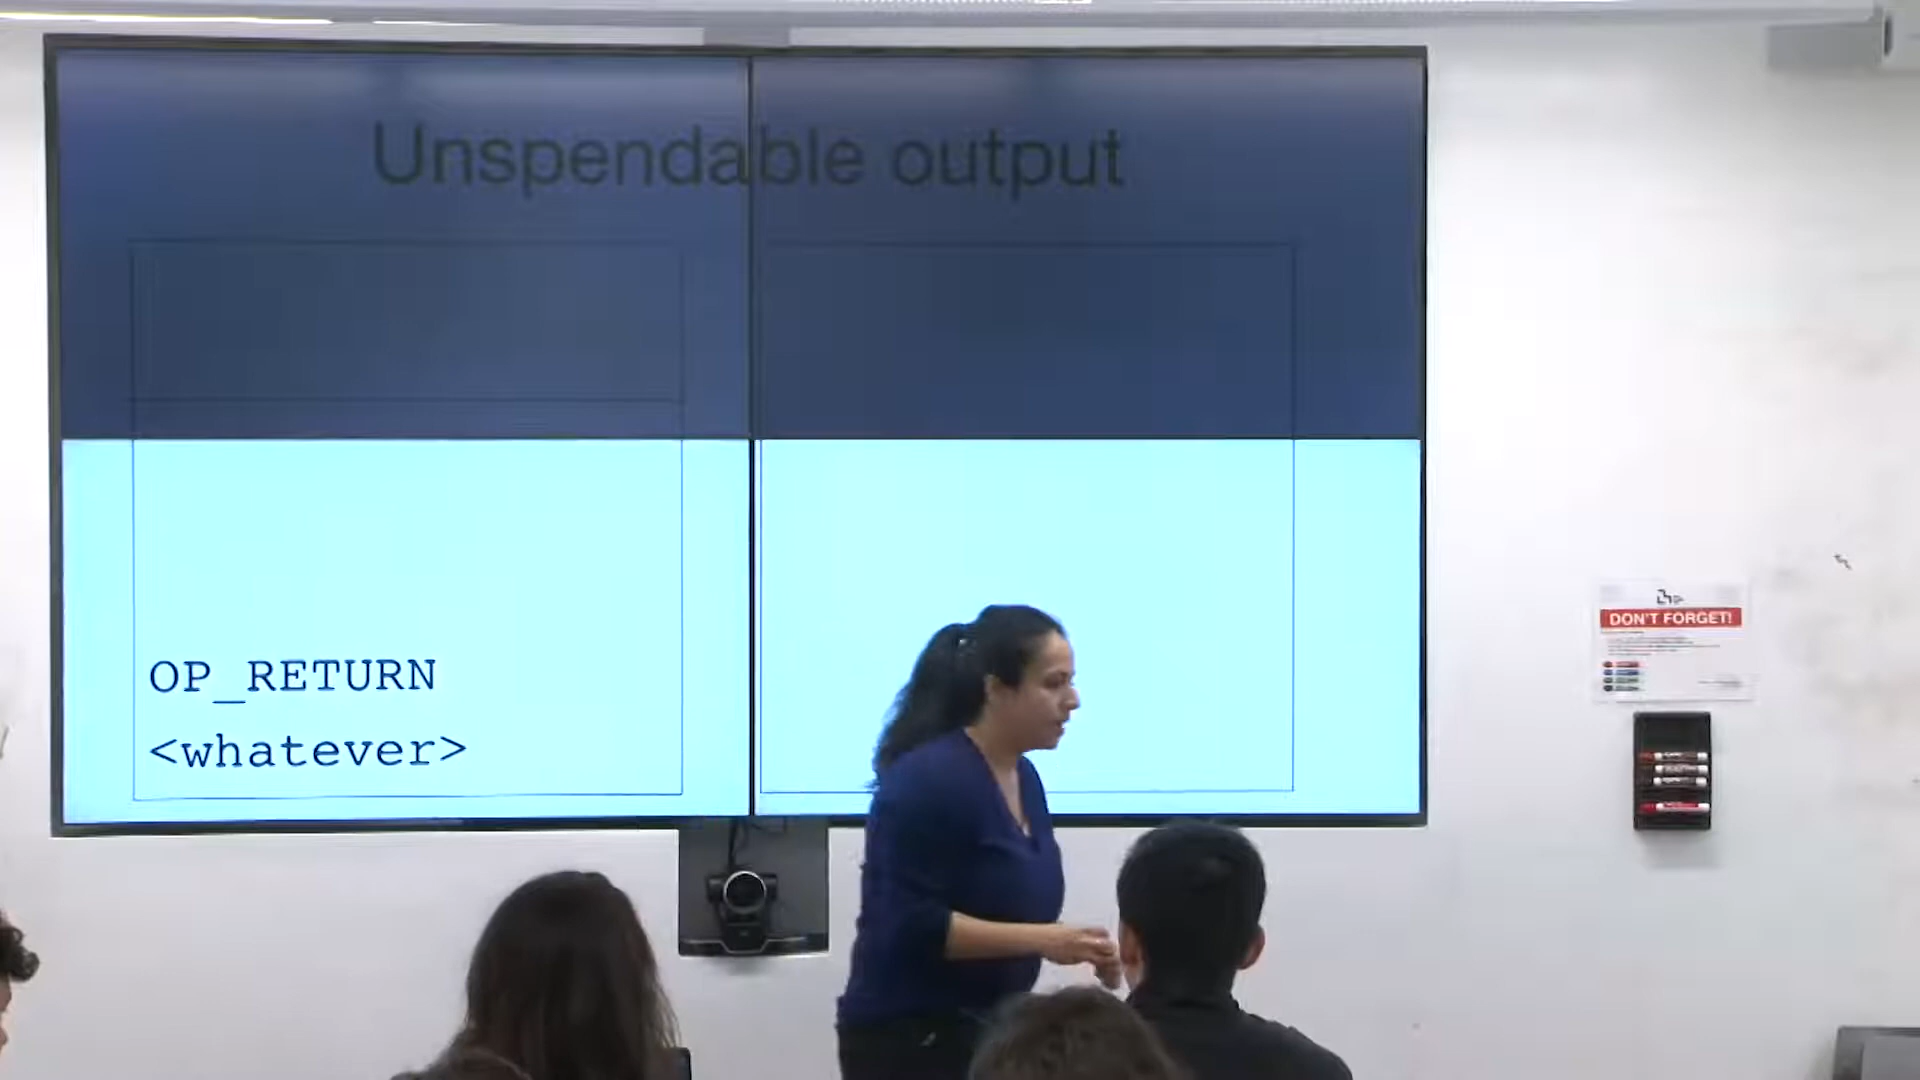 Unspendable output
OP_RETURN
<whatever>
DON'T FORGET!